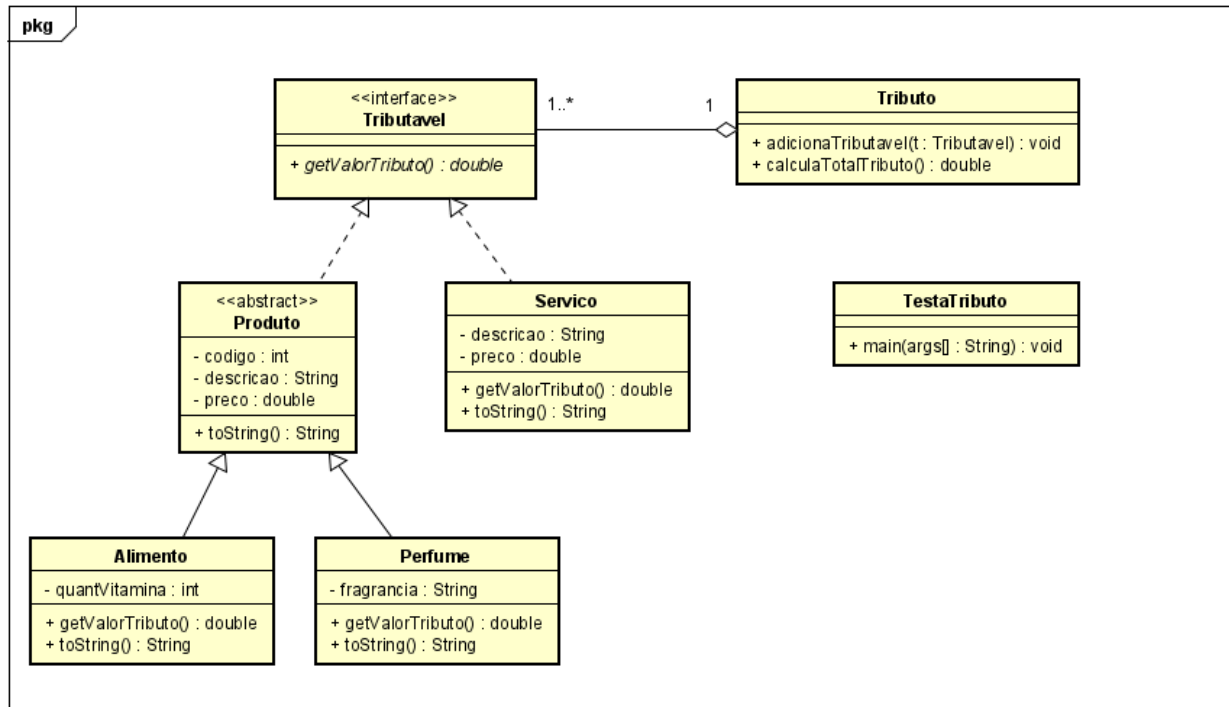 pkg
<<interface>>
Tributavel
+ getValorTributo() : double
1..*
1
Tributo
+ adicionaTributavel(t : Tributavel) : void
+ calculaTotalTributo() : double
<<abstract>>
Produto
- codigo : int
- descricao : String
- preco : double
+ toString() : String
Servico
- descricao : String
- preco : double
+ getValorTributo() : double
+ toString() : String
TestaTributo
+ main(args[] : String) : void
Alimento
- quantVitamina : int
+ getValorTributo() : double
+ toString() : String
Perfume
- fragrancia : String
+ getValorTributo() : double
+ toString() : String